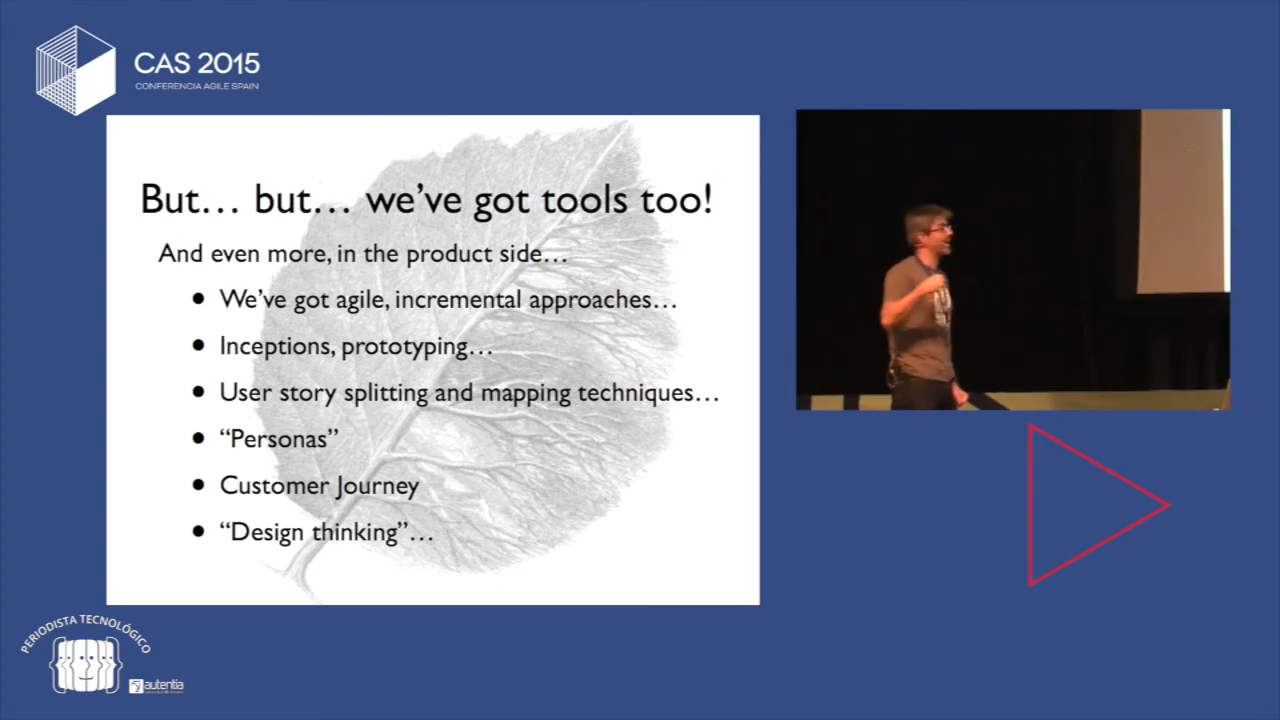 CAS 2015
CONFERENCIA AGILE SPAIN
But… but… we’ve got tools too!
And even more, in the product side…
• We’ve got agile, incremental approaches…
• Inceptions, prototyping…
• User story splitting and mapping techniques…
• “Personas”
• Customer Journey
• “Design thinking”…
PERIODISTA TECNOLÓGICO
autentia